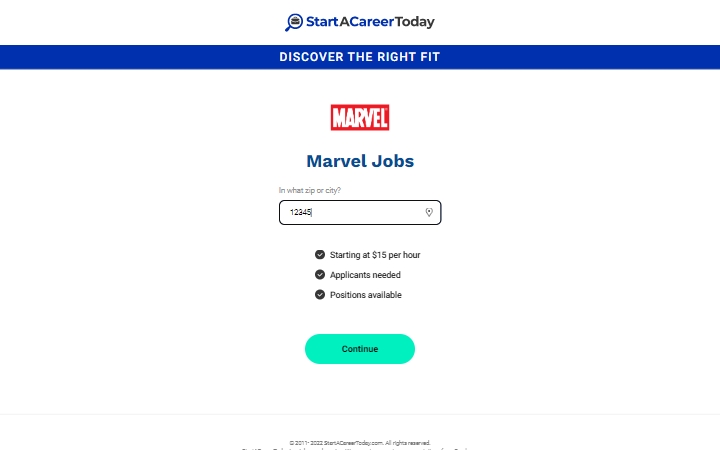 StartACareerToday
DISCOVER THE RIGHT FIT
MARVEL
Marvel Jobs
In what zip or city?
12345
Starting at $15 per hour
Applicants needed
Positions available
Continue
© 2011- 2022 StartACareerToday.com. All rights reserved.